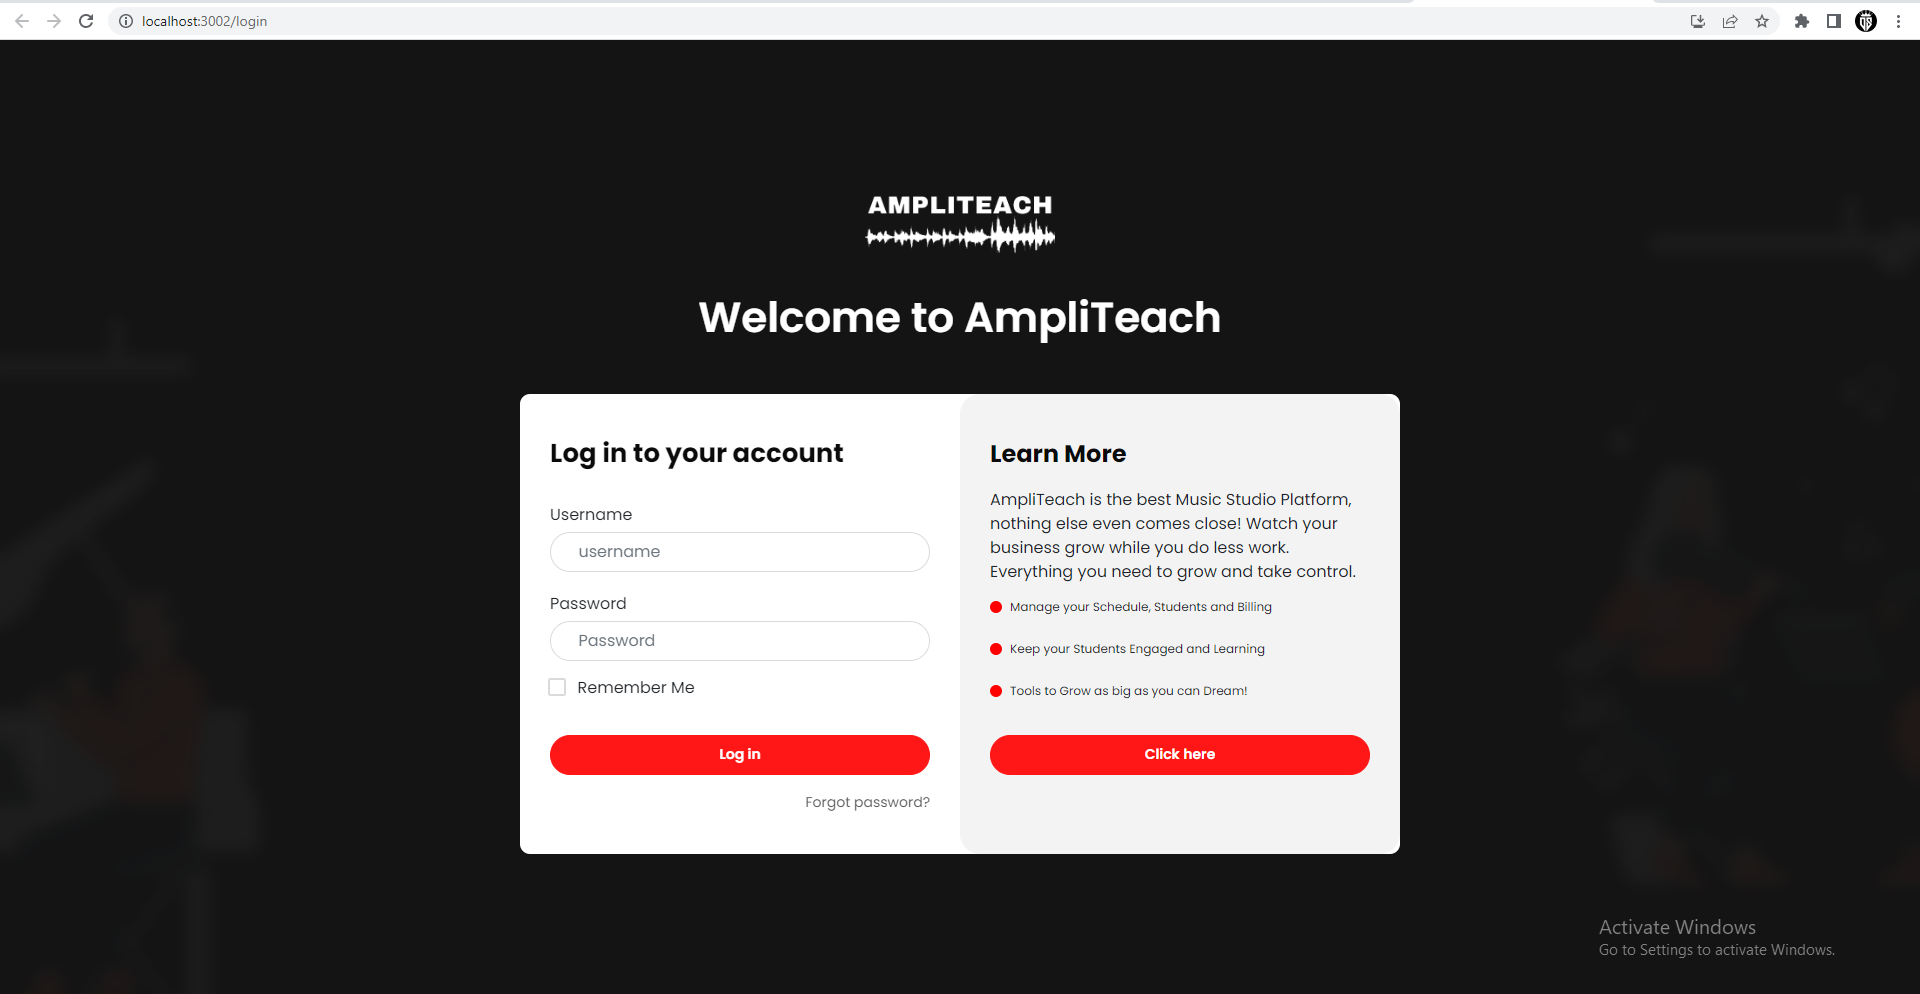 localhost:3002/login
AMPLITEACH
Welcome to AmpliTeach
Log in to your account
Username
username
Password
Password
Remember Me
Log in
Forgot password?
Learn More
AmpliTeach is the best Music Studio Platform,
nothing else even comes close! Watch your
business grow while you do less work.
Everything you need to grow and take control.
Manage your Schedule, Students and Billing
Keep your Students Engaged and Learning
Tools to Grow as big as you can Dream!
Click here
Activate Windows
Go to Settings to activate Windows.